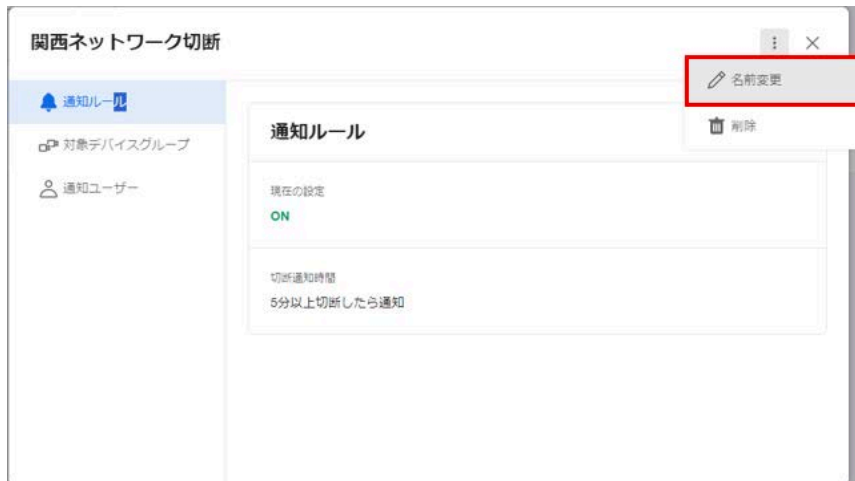 関西ネットワーク切断
名前変更
削除
通知ルール
対象デバイスグループ
通知ユーザー
通知ルール
現在の設定
ON
切断通知時間
5分以上切断したら通知